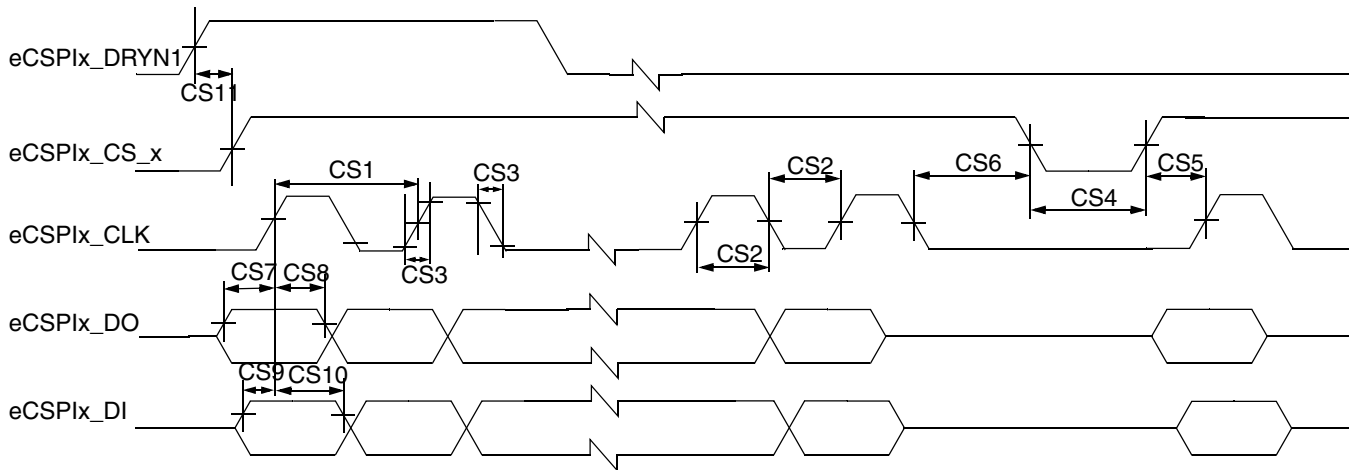 eCSPIx_DRYN1
CS11
eCSPIx_CS_x
CS1
CS3
CS2
CS6
CS5
CS4
eCSPIx_CLK
CS3
CS2
CS7
CS8
eCSPIx_DO
CS9
CS10
eCSPIx_DI